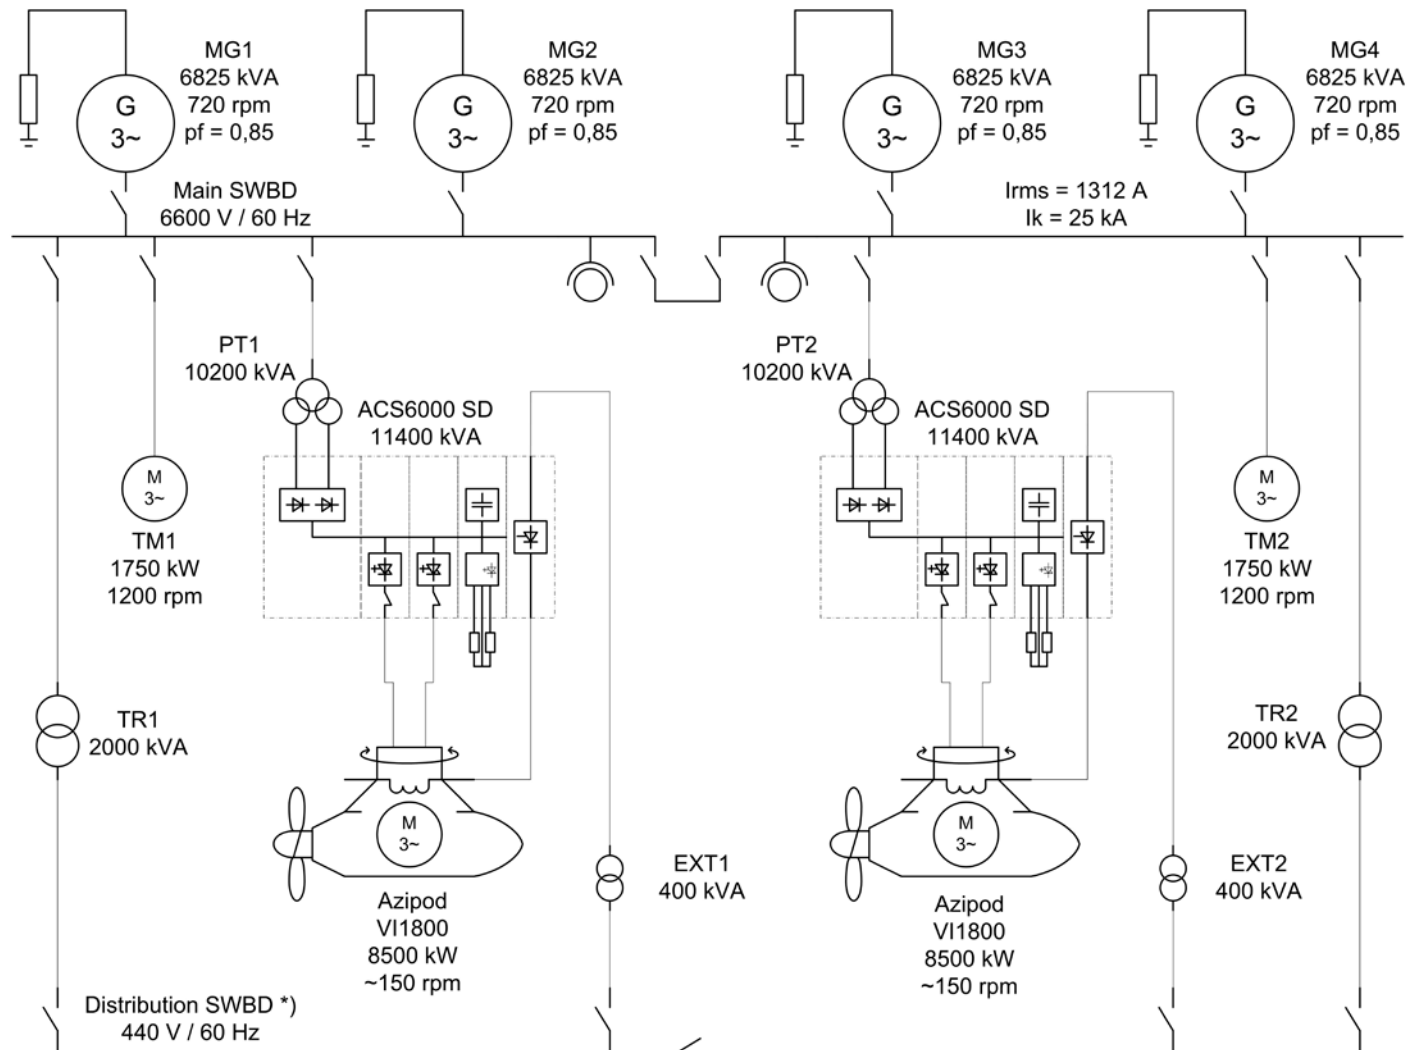 MG1
6825 kVA
720 rpm
pf = 0,85
G
3~
MG2
6825 kVA
720 rpm
pf = 0,85
G
3~
MG3
6825 kVA
720 rpm
pf = 0,85
G
3~
MG4
6825 kVA
720 rpm
pf = 0,85
G
3~
Main SWBD
6600 V / 60 Hz
Irms = 1312 A
Ik = 25 kA
PT1
10200 kVA
ACS6000 SD
11400 kVA
PT2
10200 kVA
ACS6000 SD
11400 kVA
M
3~
TM1
1750 kW
1200 rpm
M
3~
TM2
1750 kW
1200 rpm
TR1
2000 kVA
TR2
2000 kVA
M
3~
Azipod
VI1800
8500 kW
~150 rpm
EXT1
400 kVA
M
3~
Azipod
VI1800
8500 kW
~150 rpm
EXT2
400 kVA
Distribution SWBD *)
440 V / 60 Hz